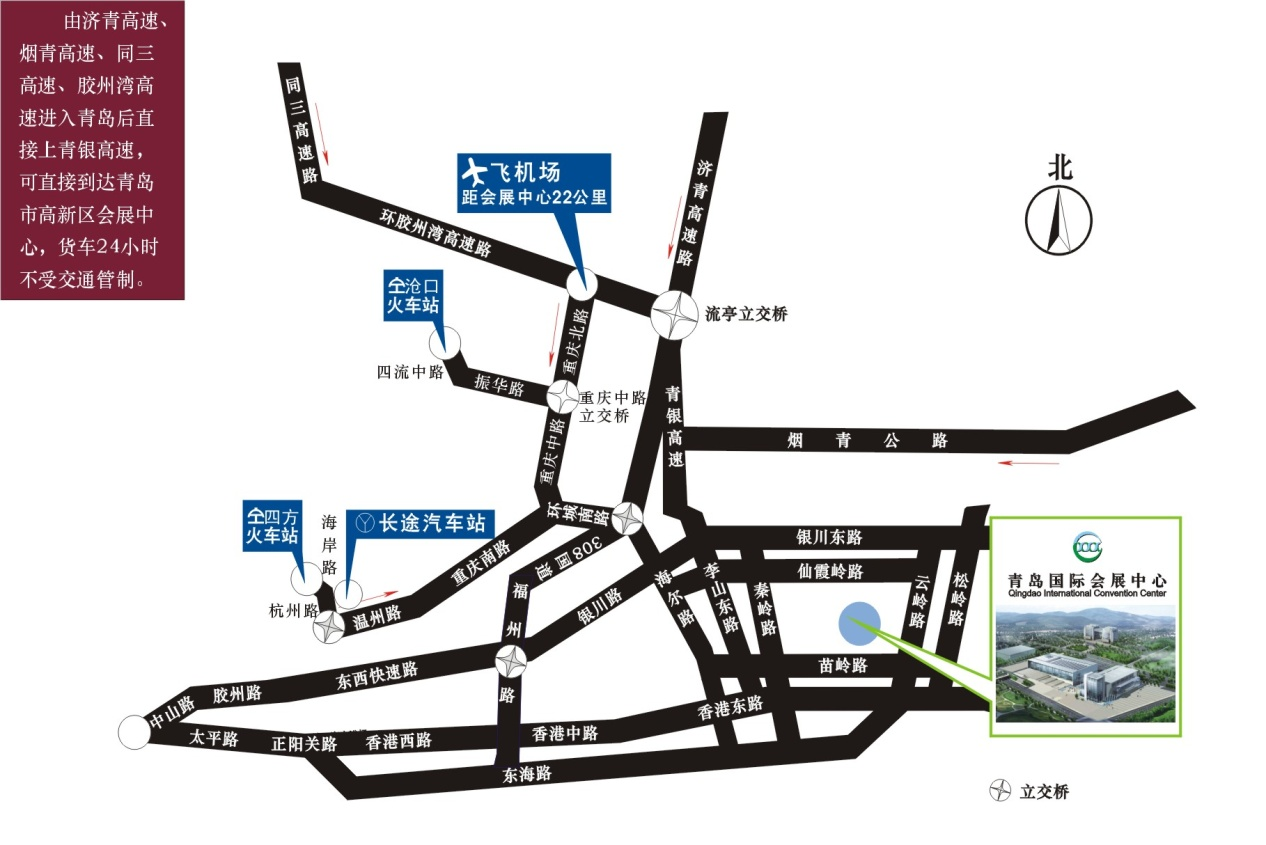 由济青高速、
烟青高速、同三
高速、胶州湾高
速进入青岛后直
接上青银高速，
可直接到达青岛
市高新区会展中
心，货车24小时
不受交通管制。
同三高速路
济青高速路
北
飞机场
距会展中心22公里
环胶州湾高速路
仝沧口
火车站
流亭立交桥
重庆北路
四流中路
振华路
重庆中路
立交桥
青银高速
烟青公路
重庆中路
仝四方
火车站
海岸路
长途汽车站
环城南路
308国道
银川东路
重庆南路
仙霞岭路
福州路
银川路
海尔路
李山东路
秦岭路
云岭路
松岭路
杭州路
温州路
青岛国际会展中心
Qingdao International Convention Center
苗岭路
东西快速路
胶州路
中山路
香港东路
太平路
正阳关路
香港西路
香港中路
东海路
立交桥